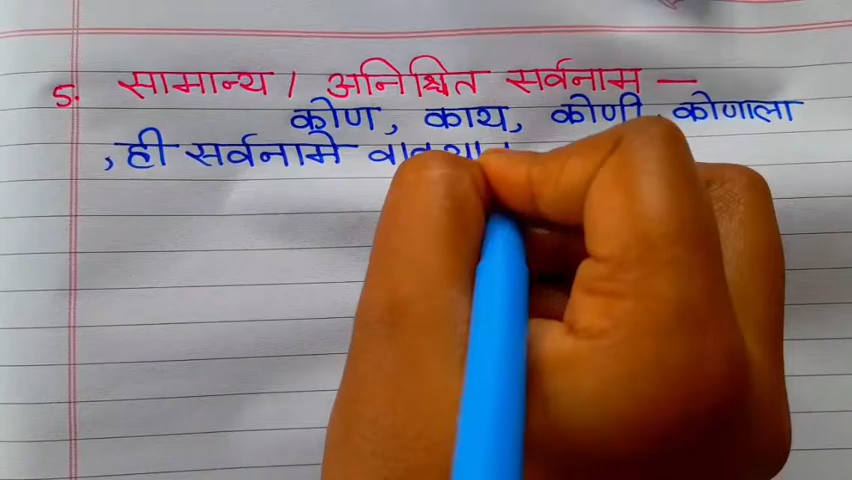 5. सामान्य / अनिश्चित सर्वनाम —
कोण, काय, कोणी, कोणाला
, ही सर्वनामे